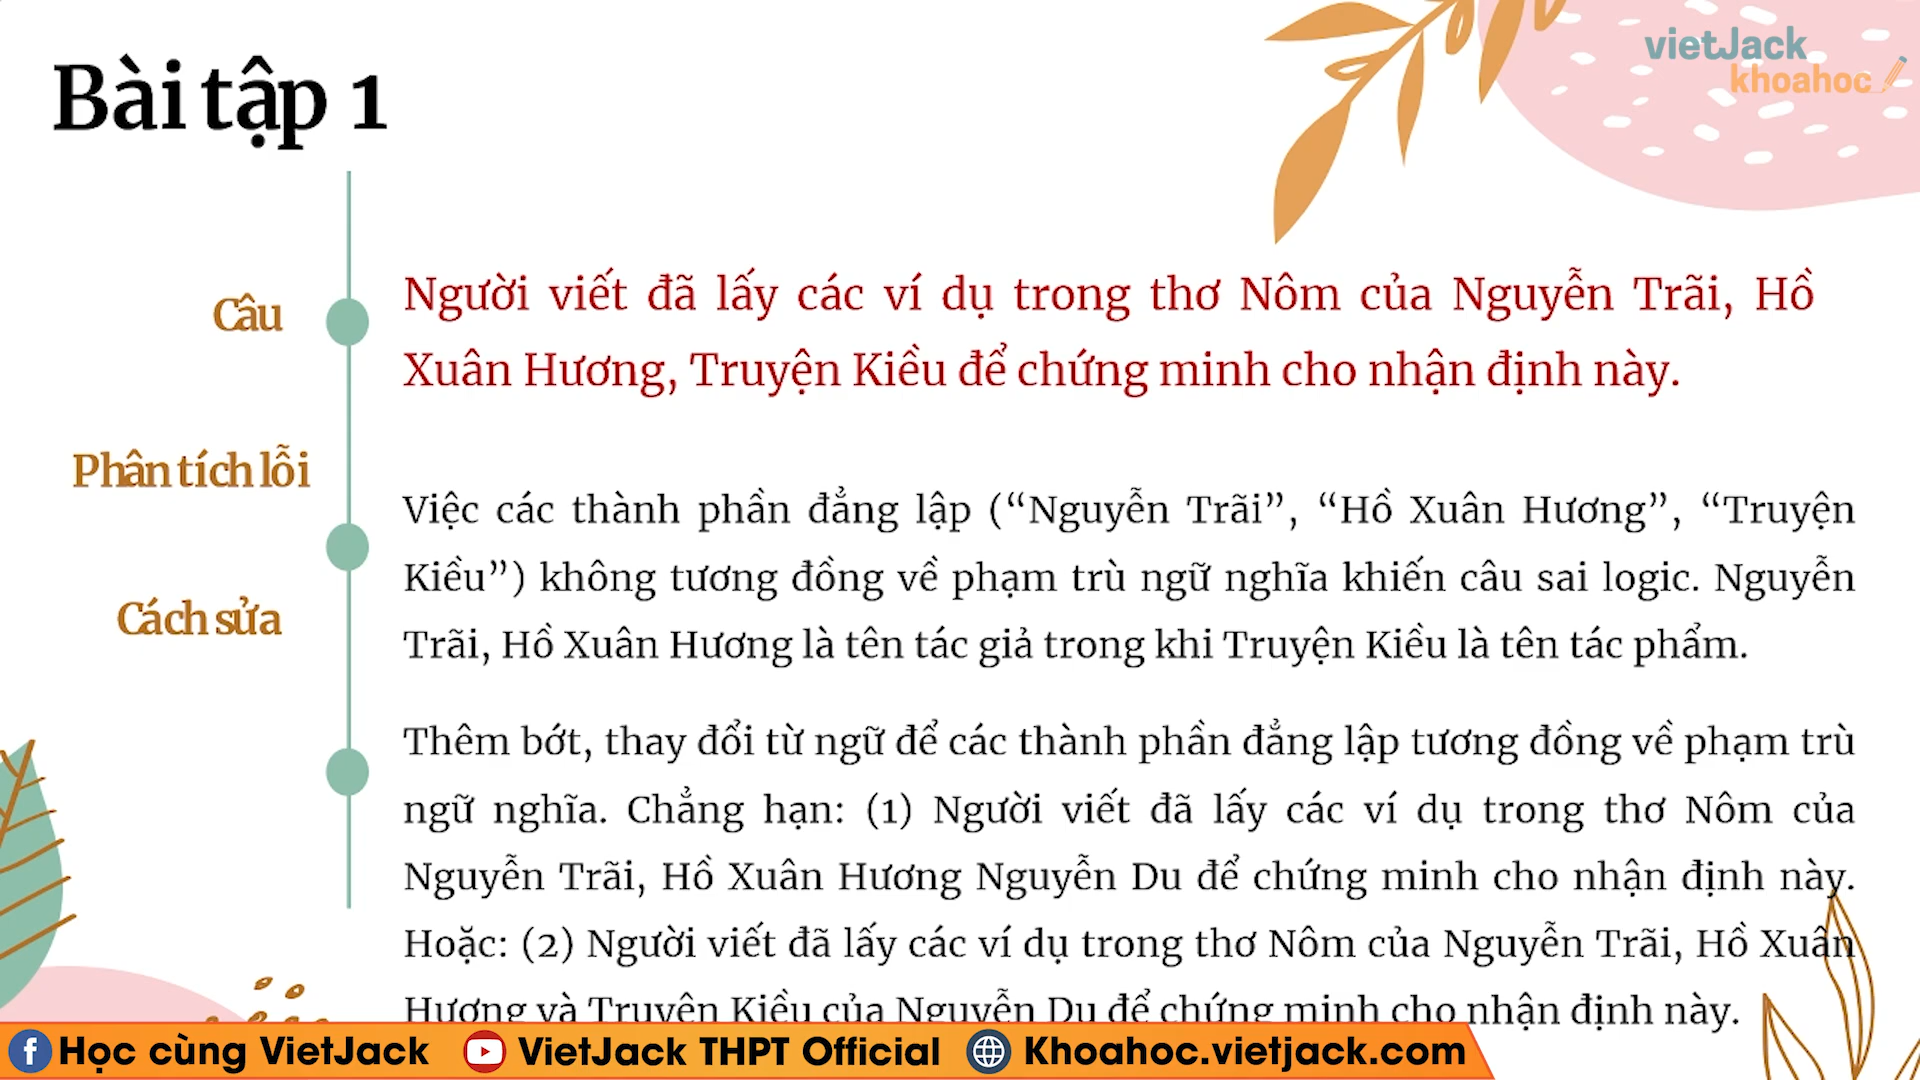 vietJack
khoahoc
Bài tập 1
Câu
Người viết đã lấy các ví dụ trong thơ Nôm của Nguyễn Trãi, Hồ
Xuân Hương, Truyện Kiều để chứng minh cho nhận định này.
Phân tích lỗi
Việc các thành phần đẳng lập (“Nguyễn Trãi”, “Hồ Xuân Hương”, “Truyện
Kiều”) không tương đồng về phạm trù ngữ nghĩa khiến câu sai logic. Nguyễn
Trãi, Hồ Xuân Hương là tên tác giả trong khi Truyện Kiều là tên tác phẩm.
Cách sửa
Thêm bớt, thay đổi từ ngữ để các thành phần đẳng lập tương đồng về phạm trù
ngữ nghĩa. Chẳng hạn: (1) Người viết đã lấy các ví dụ trong thơ Nôm của
Nguyễn Trãi, Hồ Xuân Hương Nguyễn Du để chứng minh cho nhận định này.
Hoặc: (2) Người viết đã lấy các ví dụ trong thơ Nôm của Nguyễn Trãi, Hồ Xuân
Hương và Truyện Kiều của Nguyễn Du để chứng minh cho nhận định này.
Học cùng VietJack
VietJack THPT Official
Khoahoc.vietjack.com